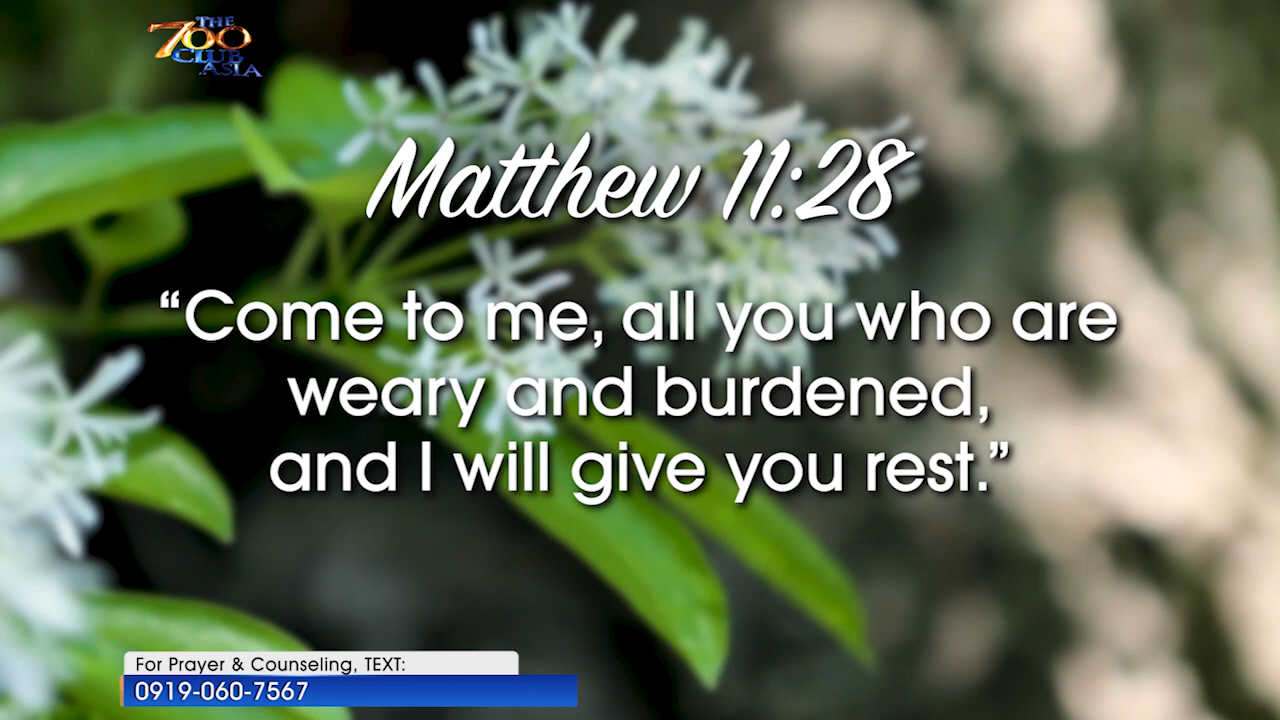 THE
700
CLUB
ASIA
Matthew 11:28
“Come to me, all you who are
weary and burdened,
and I will give you rest.”
For Prayer & Counseling, TEXT:
0919-060-7567